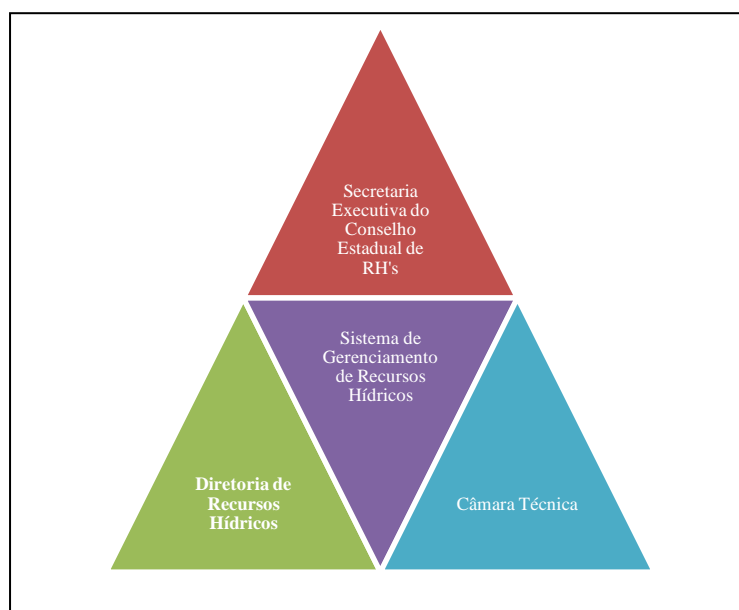 Secretaria
Executiva do
Conselho
Estadual de
RH's
Sistema de
Gerenciamento
de Recursos
Hídricos
Diretoria de
Recursos
Hídricos
Câmara Técnica